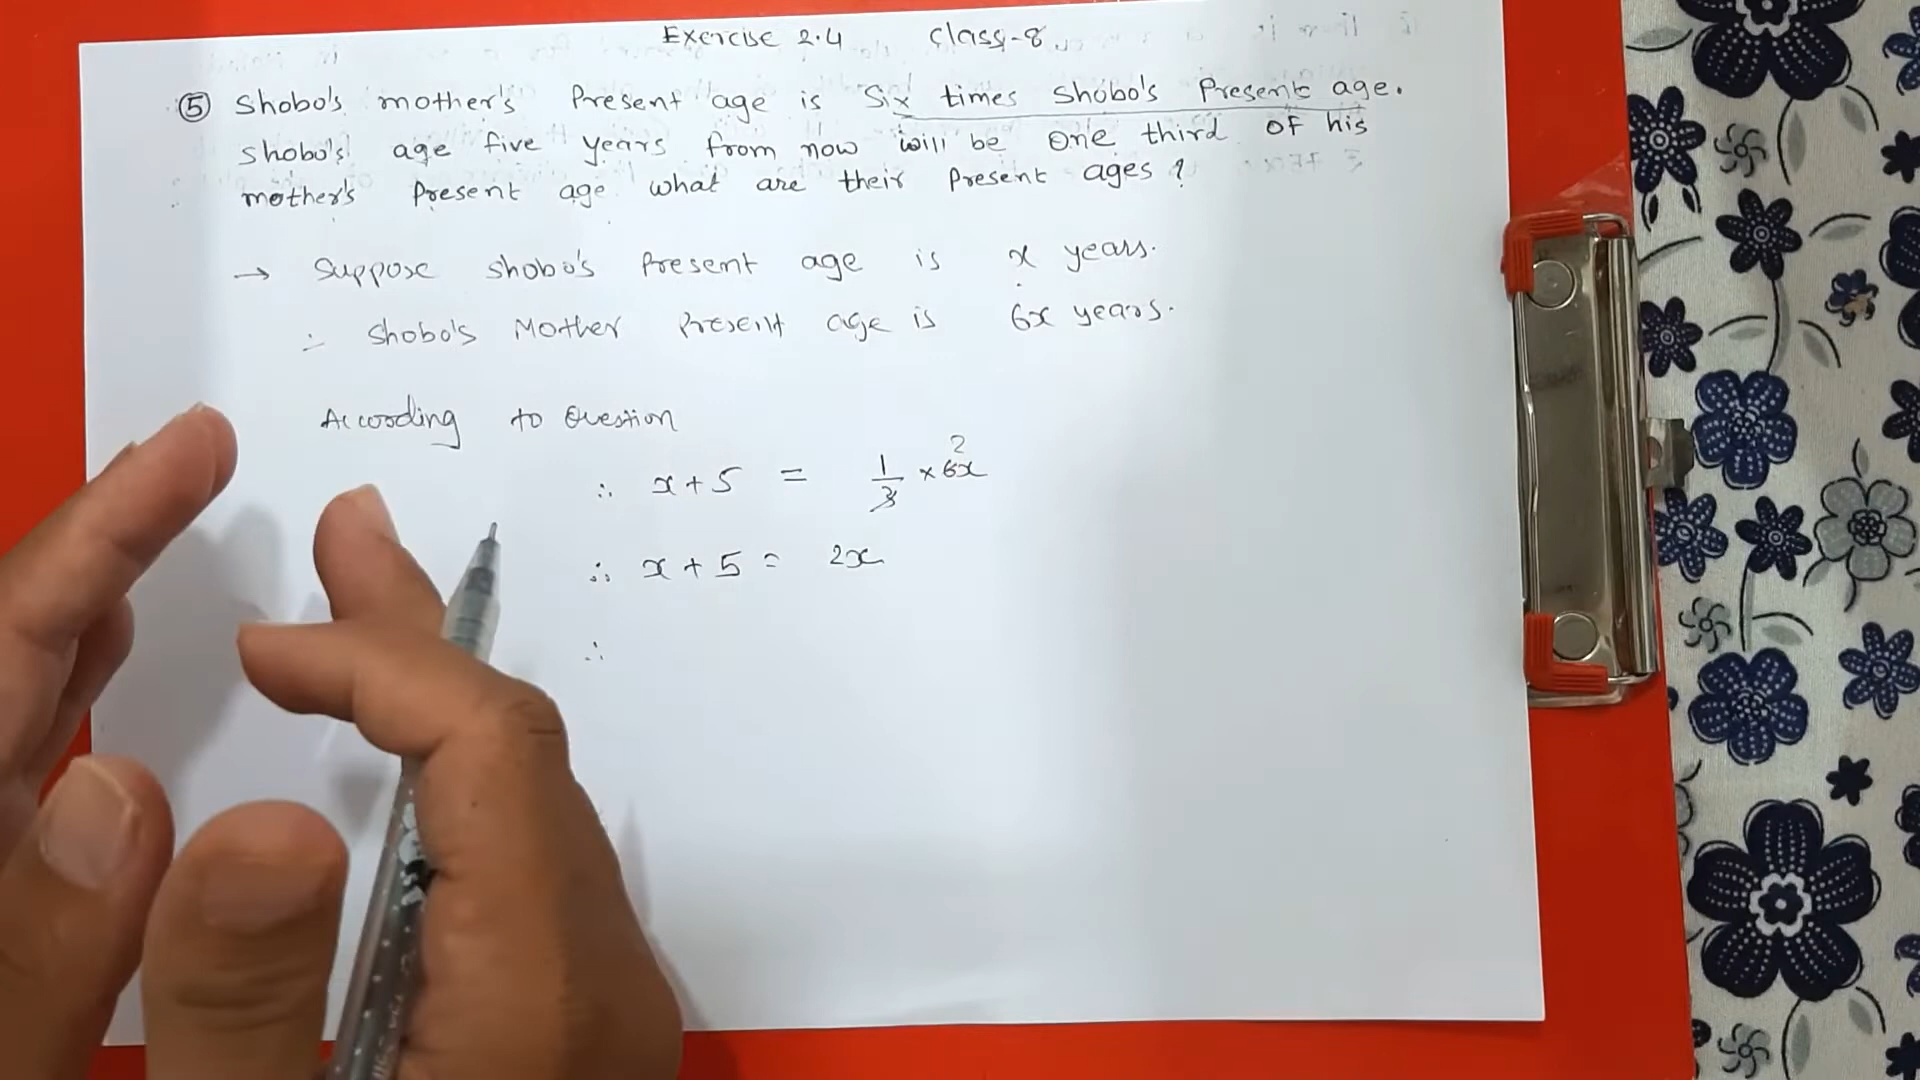 Exercise 2.4 Class-8
⑤ Shobo's mother's Present age is Six times Shobo's Present age.
Shobo's age five years from now will be one third of his
mother's Present age what are their Present ages?
→ Suppose Shobo's Present age is x years.
∴ Shobo's Mother Present age is 6x years.
According to Question
∴ x + 5 = 1/3 × 6x 2
∴ x + 5 = 2x
∴